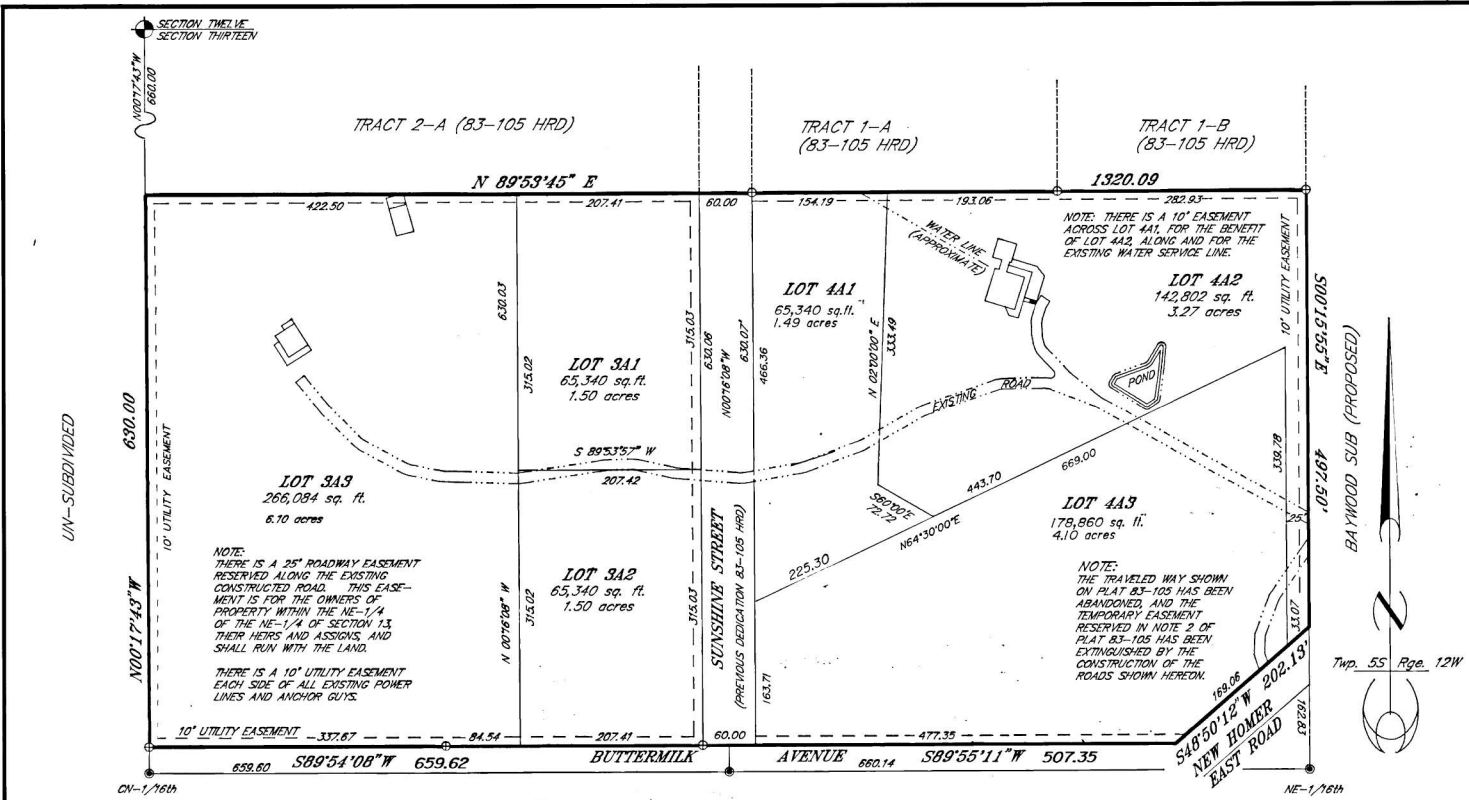 SECTION TWELVE
SECTION THIRTEEN
N00°17'43"W
660.00
TRACT 2-A (83-105 HRD)
TRACT 1-A
(83-105 HRD)
TRACT 1-B
(83-105 HRD)
N 89°53'45" E
1320.09
422.50
207.41
60.00
154.19
193.06
282.93
NOTE: THERE IS A 10' EASEMENT
ACROSS LOT 4A1, FOR THE BENEFIT
OF LOT 4A2, ALONG AND FOR THE
EXISTING WATER SERVICE LINE.
WATER LINE
(APPROXIMATE)
LOT 4A1
65,340 sq.ft.
1.49 acres
LOT 4A2
142,802 sq. ft.
3.27 acres
10' UTILITY EASEMENT
S00°15'55"E
497.50'
BAYWOOD SUB (PROPOSED)
630.03
315.02
LOT 3A1
65,340 sq.ft.
1.50 acres
315.03
630.06
N00°16'08"W
630.07'
466.36
N 02°00'00" E
333.49
POND
EXISTING ROAD
S 89°53'57" W
207.42
UN-SUBDIVIDED
630.00
N00°17'43"W
10' UTILITY EASEMENT
LOT 3A3
266,084 sq. ft.
6.10 acres
S60°00'E
72.72
443.70
669.00
N64°30'00"E
225.30
339.78
25'
LOT 4A3
178,860 sq. ft.
4.10 acres
NOTE:
THERE IS A 25' ROADWAY EASEMENT
RESERVED ALONG THE EXISTING
CONSTRUCTED ROAD. THIS EASE-
MENT IS FOR THE OWNERS OF
PROPERTY WITHIN THE NE-1/4
OF THE NE-1/4 OF SECTION 13,
THEIR HEIRS AND ASSIGNS, AND
SHALL RUN WITH THE LAND.
THERE IS A 10' UTILITY EASEMENT
EACH SIDE OF ALL EXISTING POWER
LINES AND ANCHOR GUYS.
N 00°16'08" W
315.02
LOT 3A2
65,340 sq.ft.
1.50 acres
315.03
SUNSHINE STREET
(PREVIOUS DEDICATION 83-105 HRD)
163.71
NOTE:
THE TRAVELED WAY SHOWN
ON PLAT 83-105 HAS BEEN
ABANDONED, AND THE
TEMPORARY EASEMENT
RESERVED IN NOTE 2 OF
PLAT 83-105 HAS BEEN
EXTINGUISHED BY THE
CONSTRUCTION OF THE
ROADS SHOWN HEREON.
133.07
N
Twp. 5S Rge. 12W
10' UTILITY EASEMENT
337.67
84.54
207.41
60.00
477.35
169.06
S48°50'12"W 202.13'
NEW HOMER
EAST ROAD
162.83
659.60
S89°54'08"W 659.62
BUTTERMILK AVENUE
660.14
S89°55'11"W 507.35
CN-1/16th
NE-1/16th